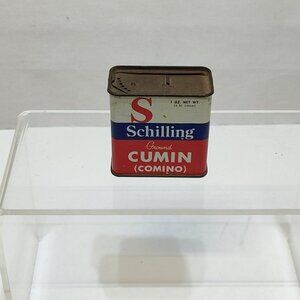 S
1 OZ. NET WT.
Schilling
Ground
CUMIN
(COMINO)